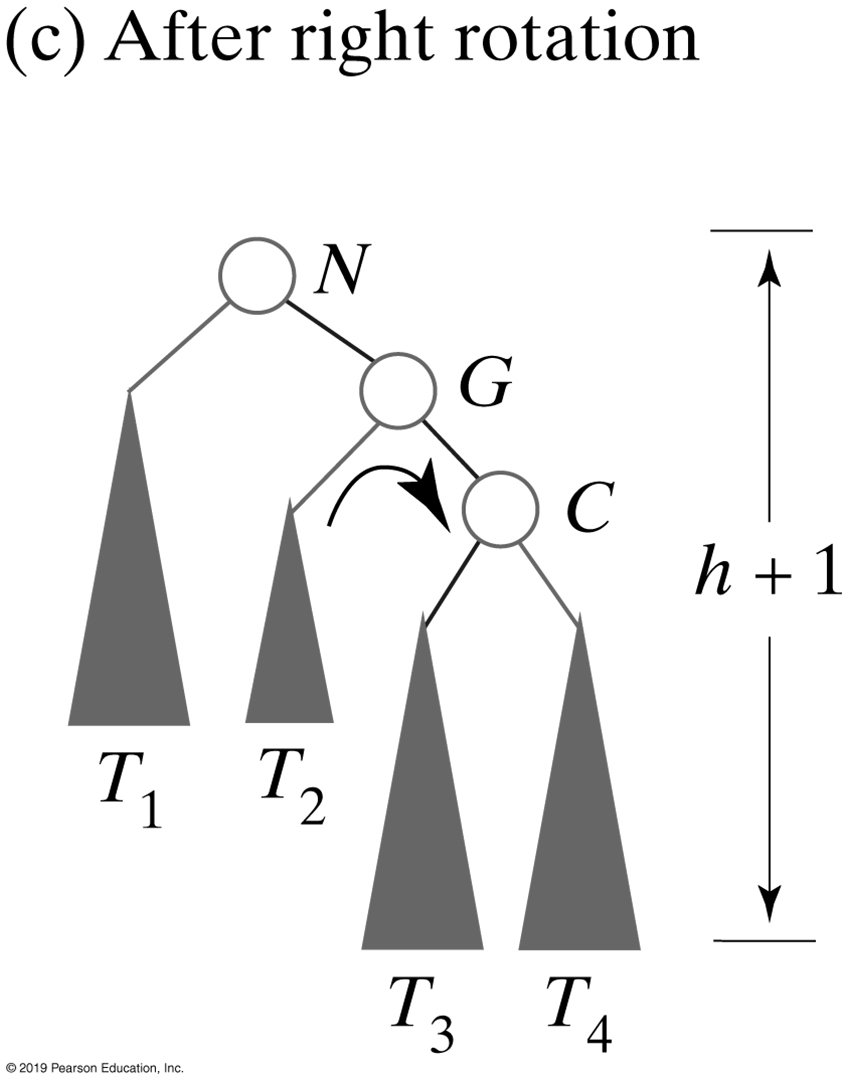 (c) After right rotation
N
G
C
h + 1
T1
T2
T3
T4
© 2019 Pearson Education, Inc.